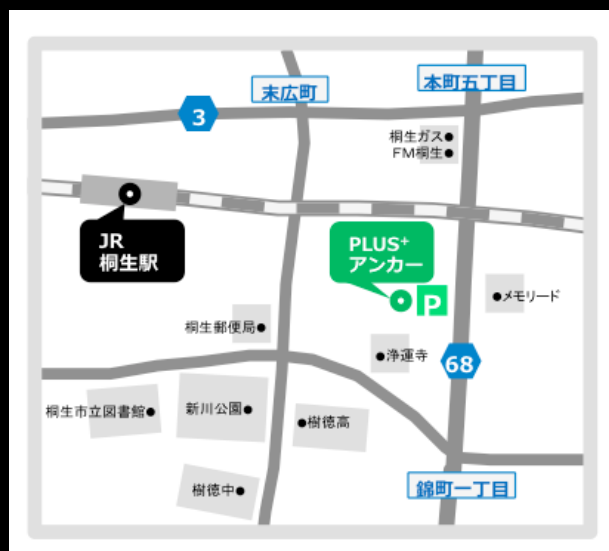 末広町
本町五丁目
3
桐生ガス
FM桐生
JR
桐生駅
PLUS+
アンカー
P
メモリード
桐生郵便局
浄運寺
68
桐生市立図書館
新川公園
樹徳高
樹徳中
錦町一丁目